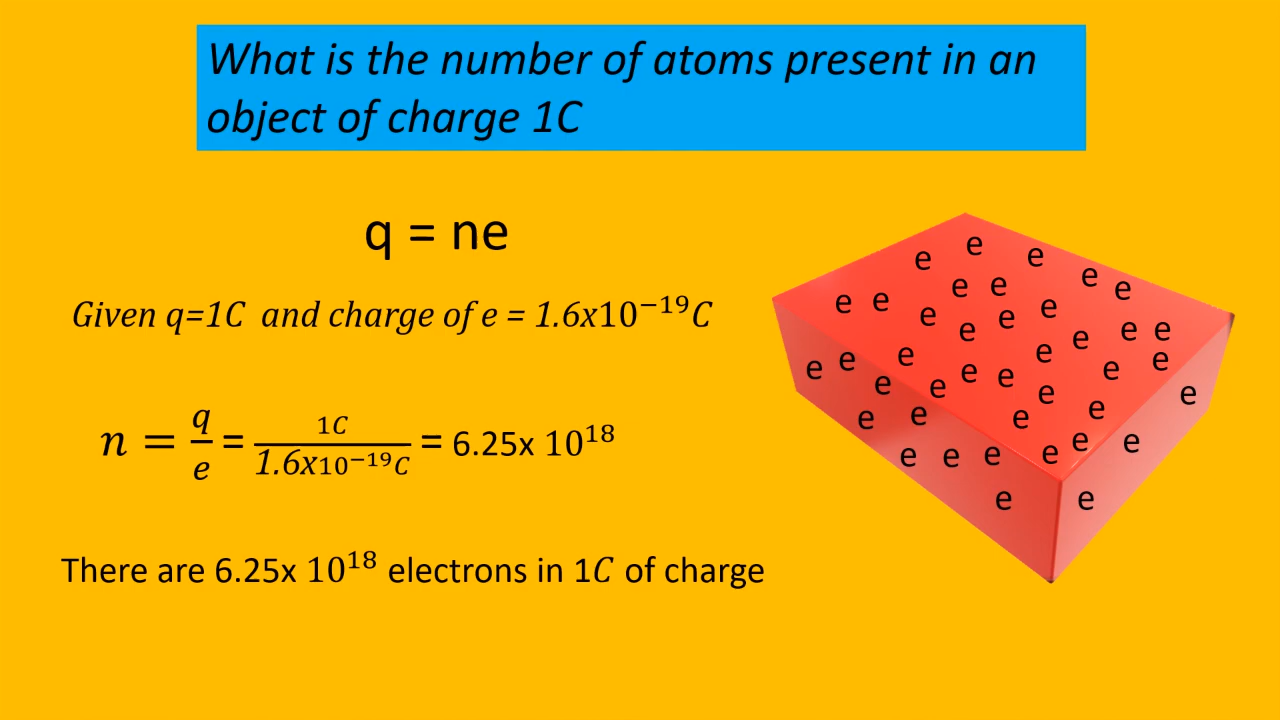 What is the number of atoms present in an
object of charge 1C
q = ne
Given q=1C and charge of e = 1.6x10⁻¹⁹C
n = q/e = 1C/1.6x10⁻¹⁹C = 6.25x 10¹⁸
There are 6.25x 10¹⁸ electrons in 1C of charge
e e e e e
e e e e
e e e e e
e e e e e
e e e e e
e e e e e
e e e e e
e e e e e
e e e e
e e